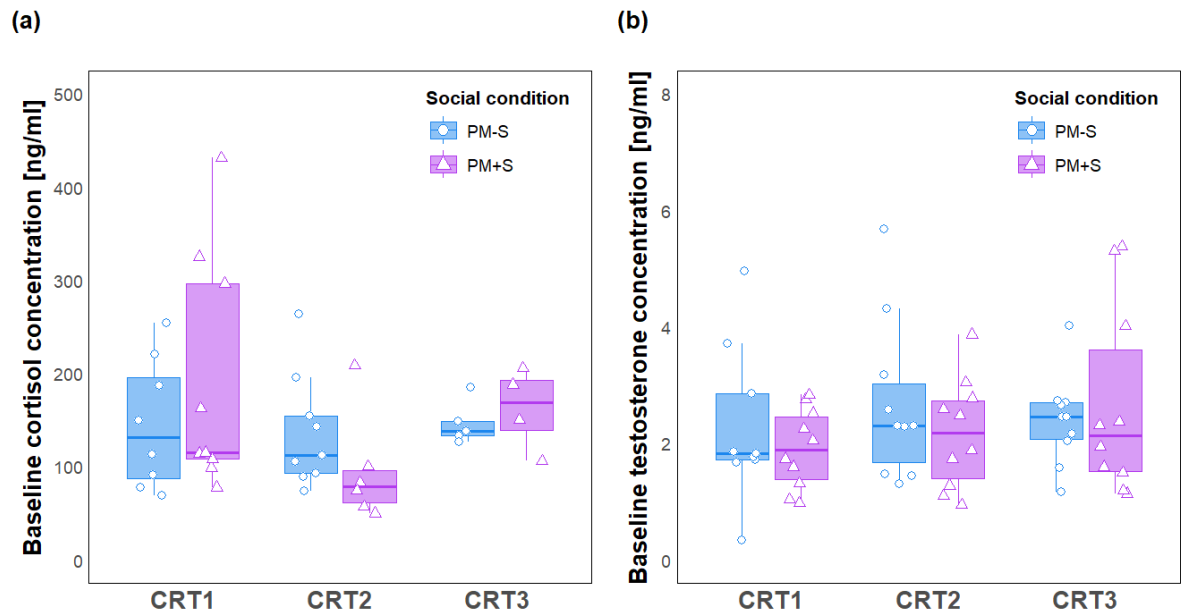 (a)
Baseline cortisol concentration [ng/ml]
500
400
300
200
100
0
Social condition
PM-S
PM+S
CRT1
CRT2
CRT3
(b)
Baseline testosterone concentration [ng/ml]
8
6
4
2
0
Social condition
PM-S
PM+S
CRT1
CRT2
CRT3